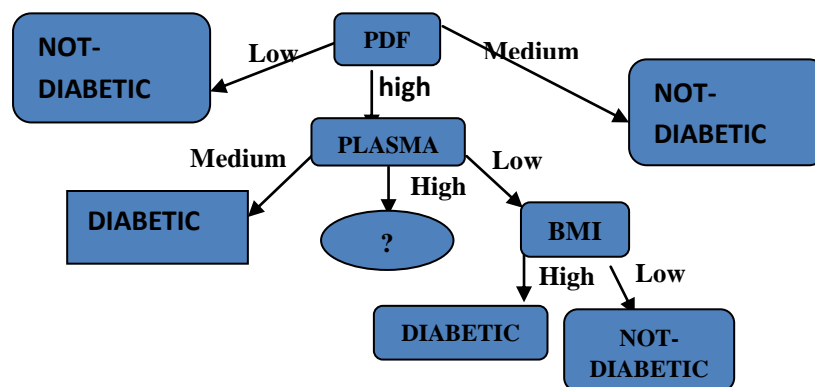 NOT-
DIABETIC
Low
PDF
Medium
high
NOT-
DIABETIC
Medium
PLASMA
Low
High
DIABETIC
?
BMI
High
Low
DIABETIC
NOT-
DIABETIC